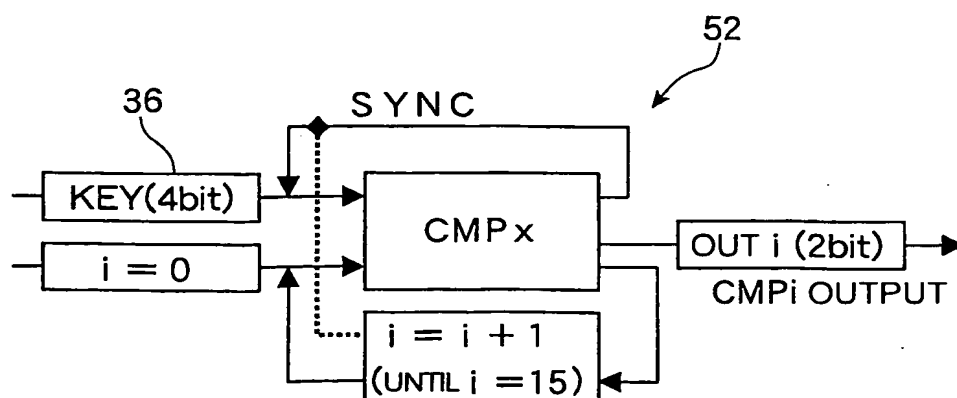 52
36
SYNC
KEY(4bit)
CMPx
i = 0
OUT i (2bit)
CMPi OUTPUT
i = i + 1
(UNTIL i =15)